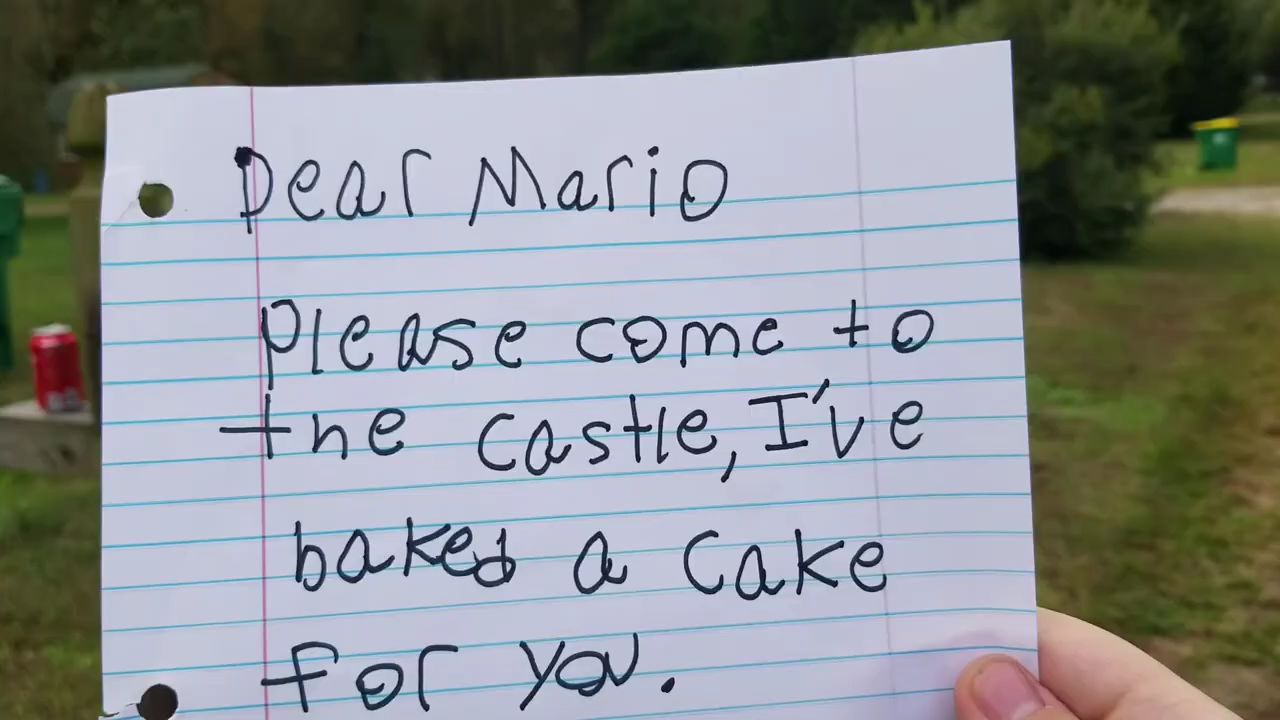 Dear Mario
Please come to
the castle, I've
baked a cake
for you.